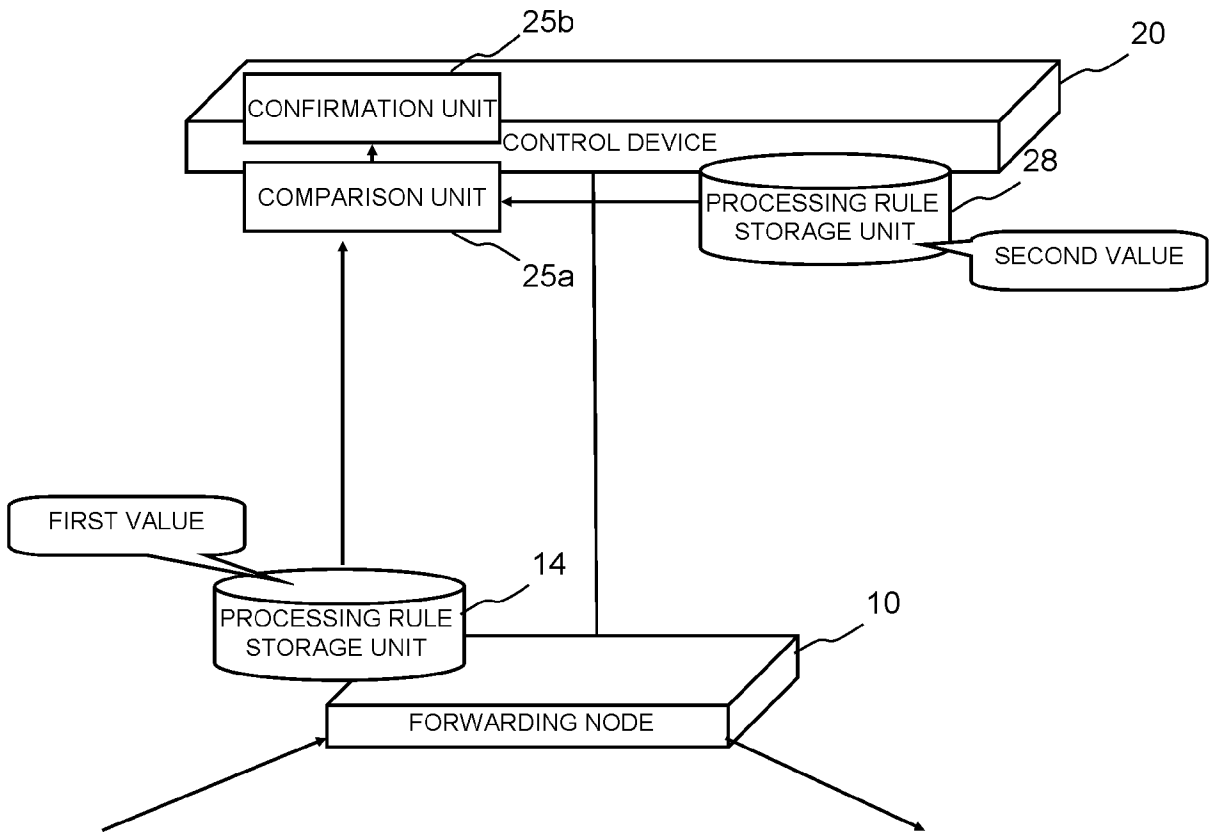 25b
20
CONFIRMATION UNIT
CONTROL DEVICE
28
COMPARISON UNIT
PROCESSING RULE
STORAGE UNIT
SECOND VALUE
25a
FIRST VALUE
14
PROCESSING RULE
STORAGE UNIT
10
FORWARDING NODE